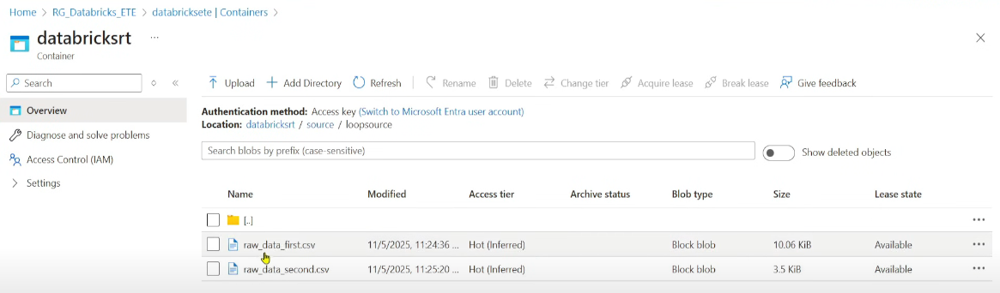 Home > RG_Databricks_ETE > databricksete | Containers >
databricksrt ...
Container
Search
Upload Add Directory Refresh Rename Delete Change tier Acquire lease Break lease Give feedback
Overview
Diagnose and solve problems
Access Control (IAM)
Settings
Authentication method: Access key (Switch to Microsoft Entra user account)
Location: databricksrt / source / loopsource
Search blobs by prefix (case-sensitive)
Show deleted objects
Name Modified Access tier Archive status Blob type Size Lease state
[..]
raw_data_first.csv 11/5/2025, 11:24:36 ... Hot (Inferred) Block blob 10.06 KiB Available
raw_data_second.csv 11/5/2025, 11:25:20 ... Hot (Inferred) Block blob 3.5 KiB Available